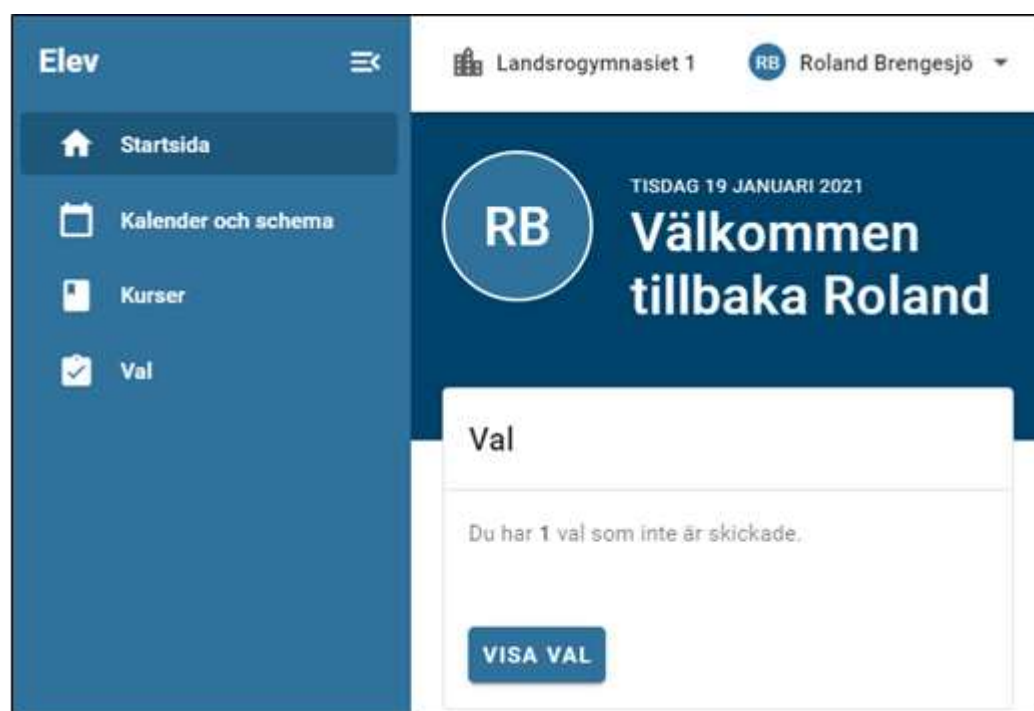 Elev
Startsida
Kalender och schema
Kurser
Val
Landsrogymnasiet 1
RB Roland Brengesjö
RB
TISDAG 19 JANUARI 2021
Välkommen
tillbaka Roland
Val
Du har 1 val som inte är skickade.
VISA VAL